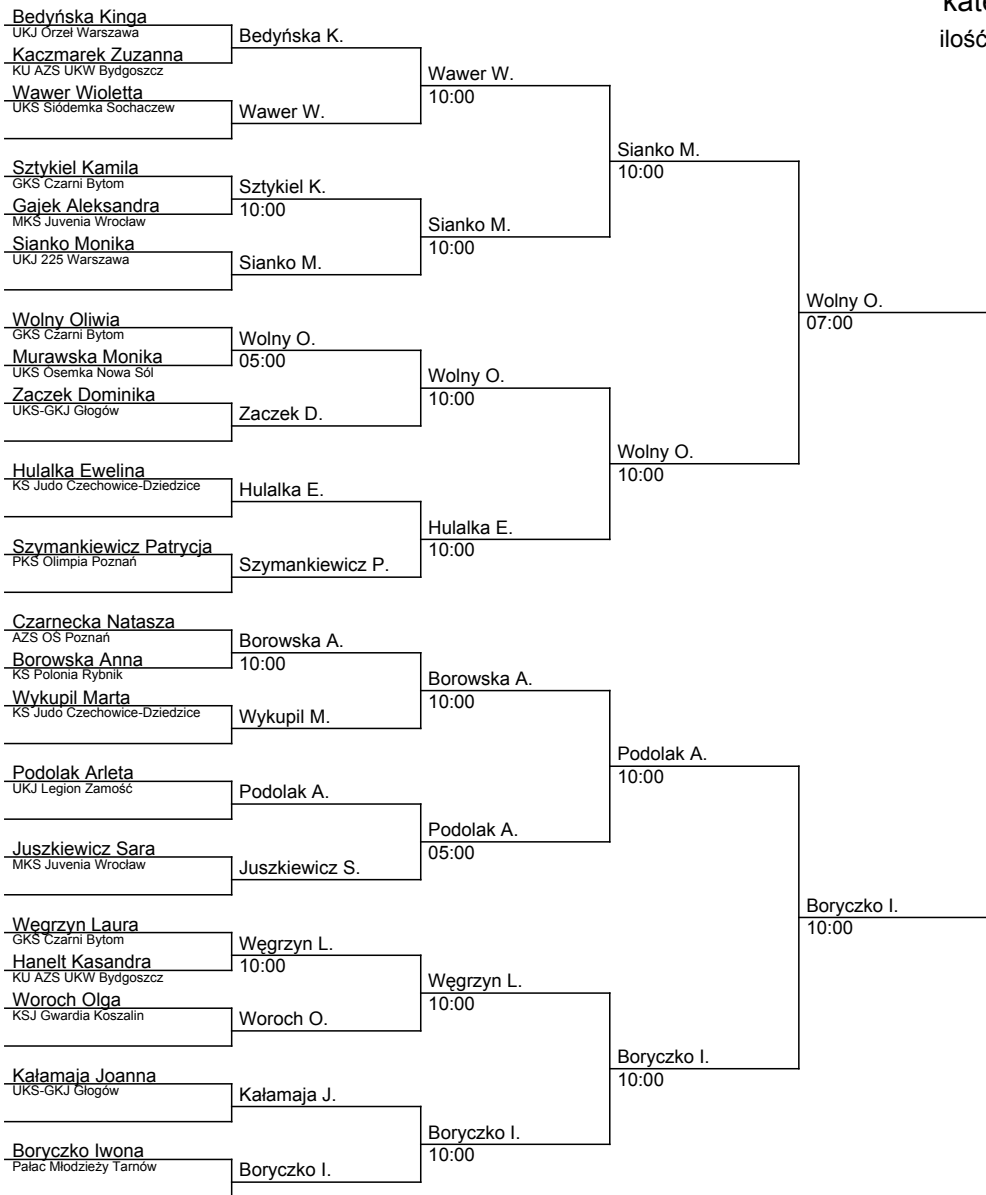 kate
ilość
Bedyńska Kinga
UKJ Orzeł Warszawa
Kaczmarek Zuzanna
KU AZS UKW Bydgoszcz
Wawer Wioletta
UKS Siódemka Sochaczew
Sztykiel Kamila
GKS Czarni Bytom
Gajek Aleksandra
MKS Juvenia Wrocław
Sianko Monika
UKJ 225 Warszawa
Wolny Oliwia
GKS Czarni Bytom
Murawska Monika
UKS Ósemka Nowa Sól
Zaczek Dominika
UKS-GKJ Głogów
Hulalka Ewelina
KS Judo Czechowice-Dziedzice
Szymankiewicz Patrycja
PKS Olimpia Poznań
Czarnecka Natasza
AZS OŚ Poznań
Borowska Anna
KS Polonia Rybnik
Wykupil Marta
KS Judo Czechowice-Dziedzice
Podolak Arleta
UKJ Legion Zamość
Juszkiewicz Sara
MKS Juvenia Wrocław
Węgrzyn Laura
GKS Czarni Bytom
Hanelt Kasandra
KU AZS UKW Bydgoszcz
Woroch Olga
KSJ Gwardia Koszalin
Kałamaja Joanna
UKS-GKJ Głogów
Boryczko Iwona
Pałac Młodzieży Tarnów
Bedyńska K.
Wawer W.
Sztykiel K.
10:00
Sianko M.
Wolny O.
05:00
Zaczek D.
Hulalka E.
Szymankiewicz P.
Borowska A.
10:00
Wykupil M.
Podolak A.
Juszkiewicz S.
Węgrzyn L.
10:00
Woroch O.
Kałamaja J.
Boryczko I.
Wawer W.
10:00
Sianko M.
10:00
Wolny O.
10:00
Hulalka E.
10:00
Borowska A.
10:00
Podolak A.
05:00
Węgrzyn L.
10:00
Boryczko I.
10:00
Sianko M.
10:00
Wolny O.
10:00
Podolak A.
10:00
Boryczko I.
10:00
Wolny O.
07:00
Boryczko I.
10:00